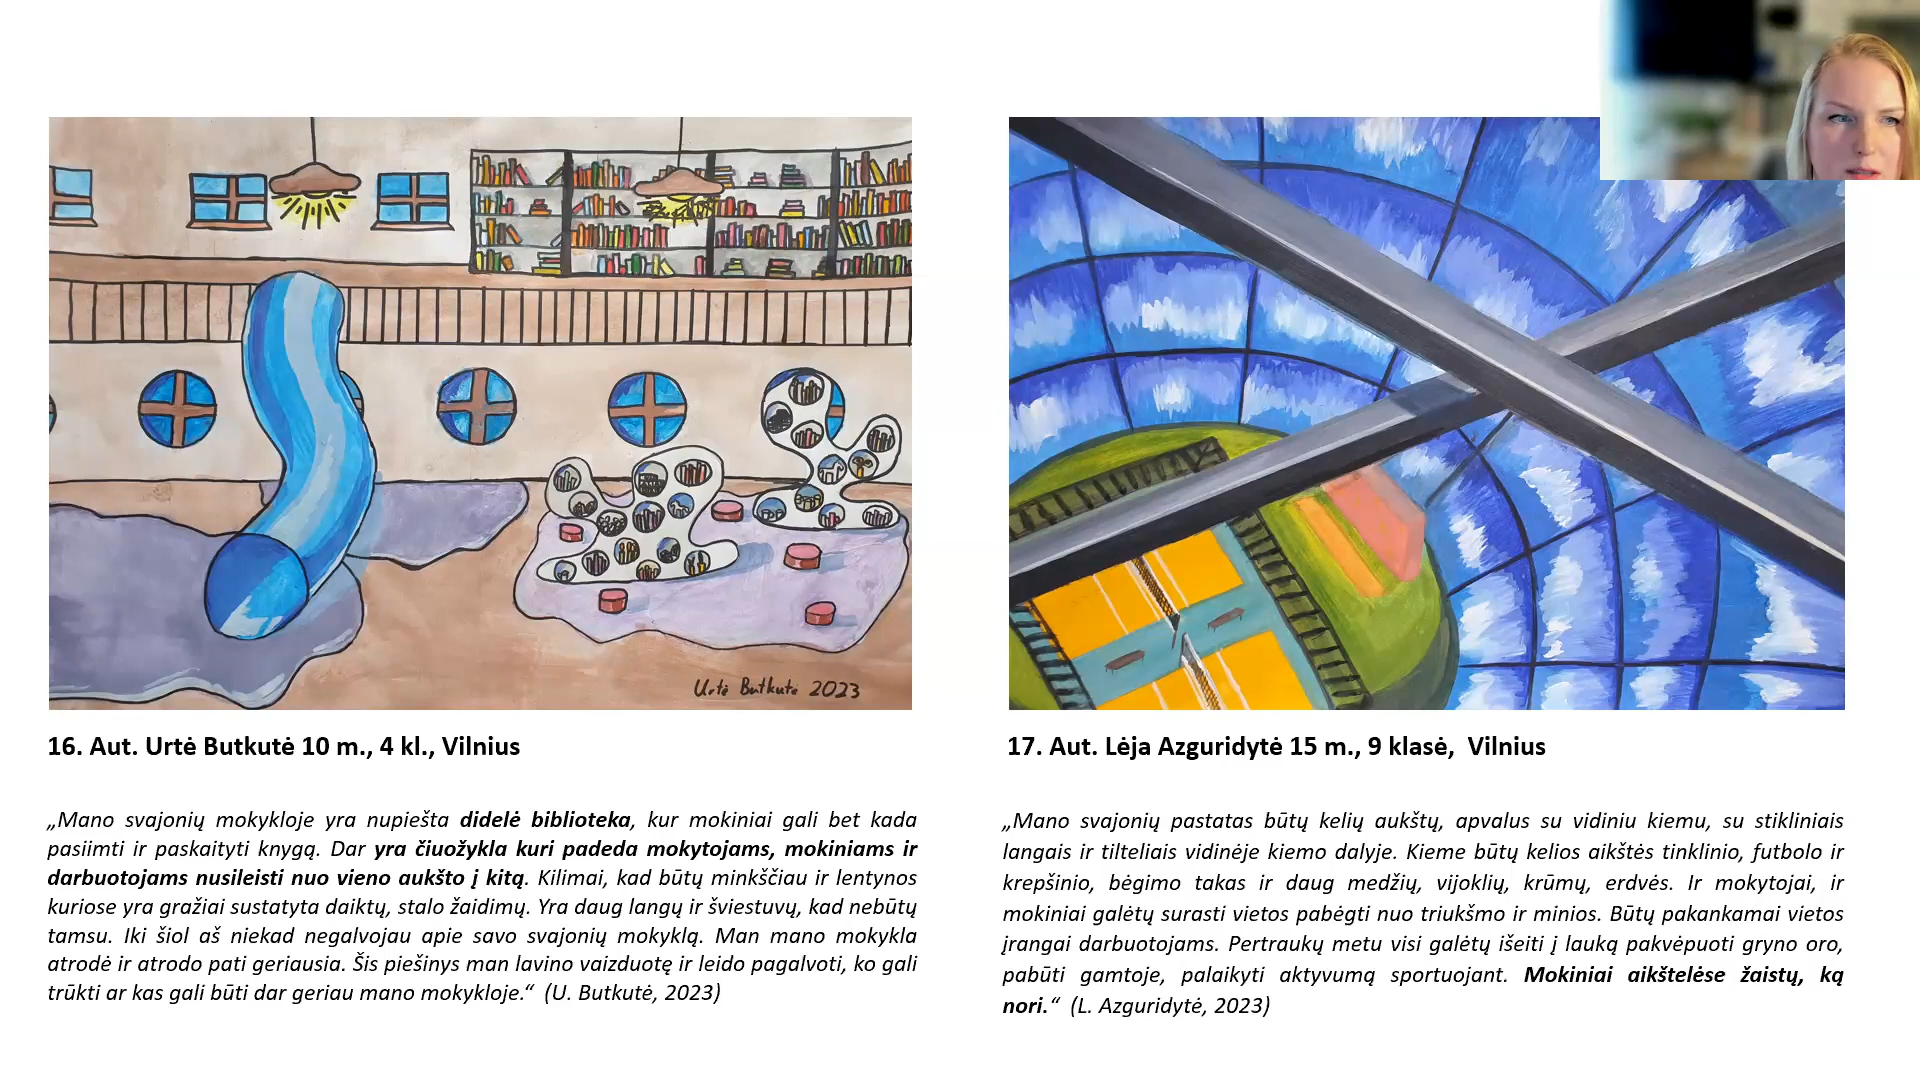 Urtė Butkutė 2023
16. Aut. Urtė Butkutė 10 m., 4 kl., Vilnius
„Mano svajonių mokykloje yra nupiešta didelė biblioteka, kur mokiniai gali bet kada
pasiimti ir paskaityti knygą. Dar yra čiuožykla kuri padeda mokytojams, mokiniams ir
darbuotojams nusileisti nuo vieno aukšto į kitą. Kilimai, kad būtų minkščiau ir lentynos
kuriose yra gražiai sustatyta daiktų, stalo žaidimų. Yra daug langų ir šviestuvų, kad nebūtų
tamsu. Iki šiol aš niekad negalvojau apie savo svajonių mokyklą. Man mano mokykla
atrodė ir atrodo pati geriausia. Šis piešinys man lavino vaizduotę ir leido pagalvoti, ko gali
trūkti ar kas gali būti dar geriau mano mokykloje.“ (U. Butkutė, 2023)
17. Aut. Lėja Azguridytė 15 m., 9 klasė, Vilnius
„Mano svajonių pastatas būtų kelių aukštų, apvalus su vidiniu kiemu, su stikliniais
langais ir tilteliais vidinėje kiemo dalyje. Kieme būtų kelios aikštės tinklinio, futbolo ir
krepšinio, bėgimo takas ir daug medžių, vijoklių, krūmų, erdvės. Ir mokytojai, ir
mokiniai galėtų surasti vietos pabėgti nuo triukšmo ir minios. Būtų pakankamai vietos
įrangai darbuotojams. Pertraukų metu visi galėtų išeiti į lauką pakvėpuoti gryno oro,
pabūti gamtoje, palaikyti aktyvumą sportuojant. Mokiniai aikštelėse žaistų, ką
nori.“ (L. Azguridytė, 2023)